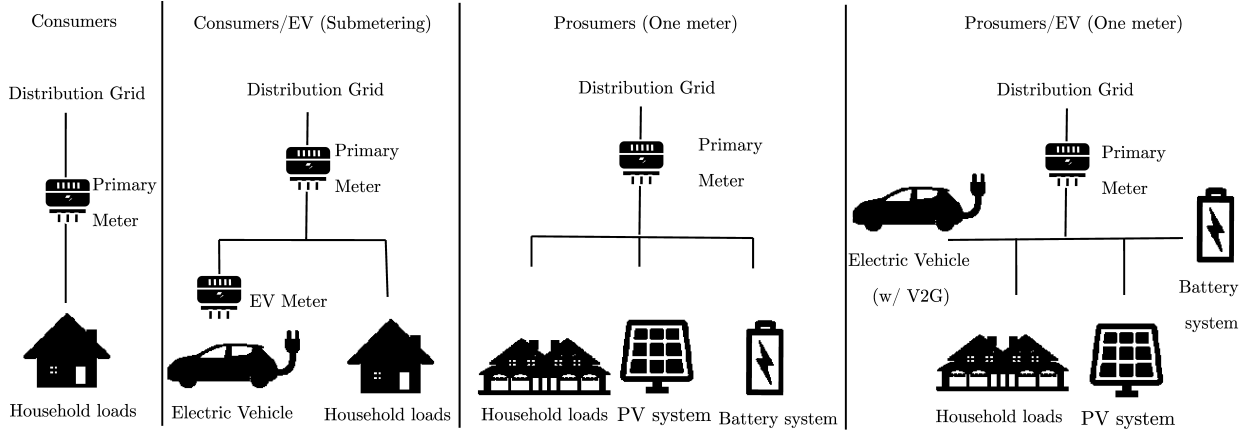 Consumers
Distribution Grid
Primary
Meter
Household loads
Consumers/EV (Submetering)
Distribution Grid
Primary
Meter
EV Meter
Electric Vehicle
Household loads
Prosumers (One meter)
Distribution Grid
Primary
Meter
Household loads
PV system
Battery system
Prosumers/EV (One meter)
Distribution Grid
Primary
Meter
Electric Vehicle
(w/ V2G)
Battery
system
Household loads
PV system